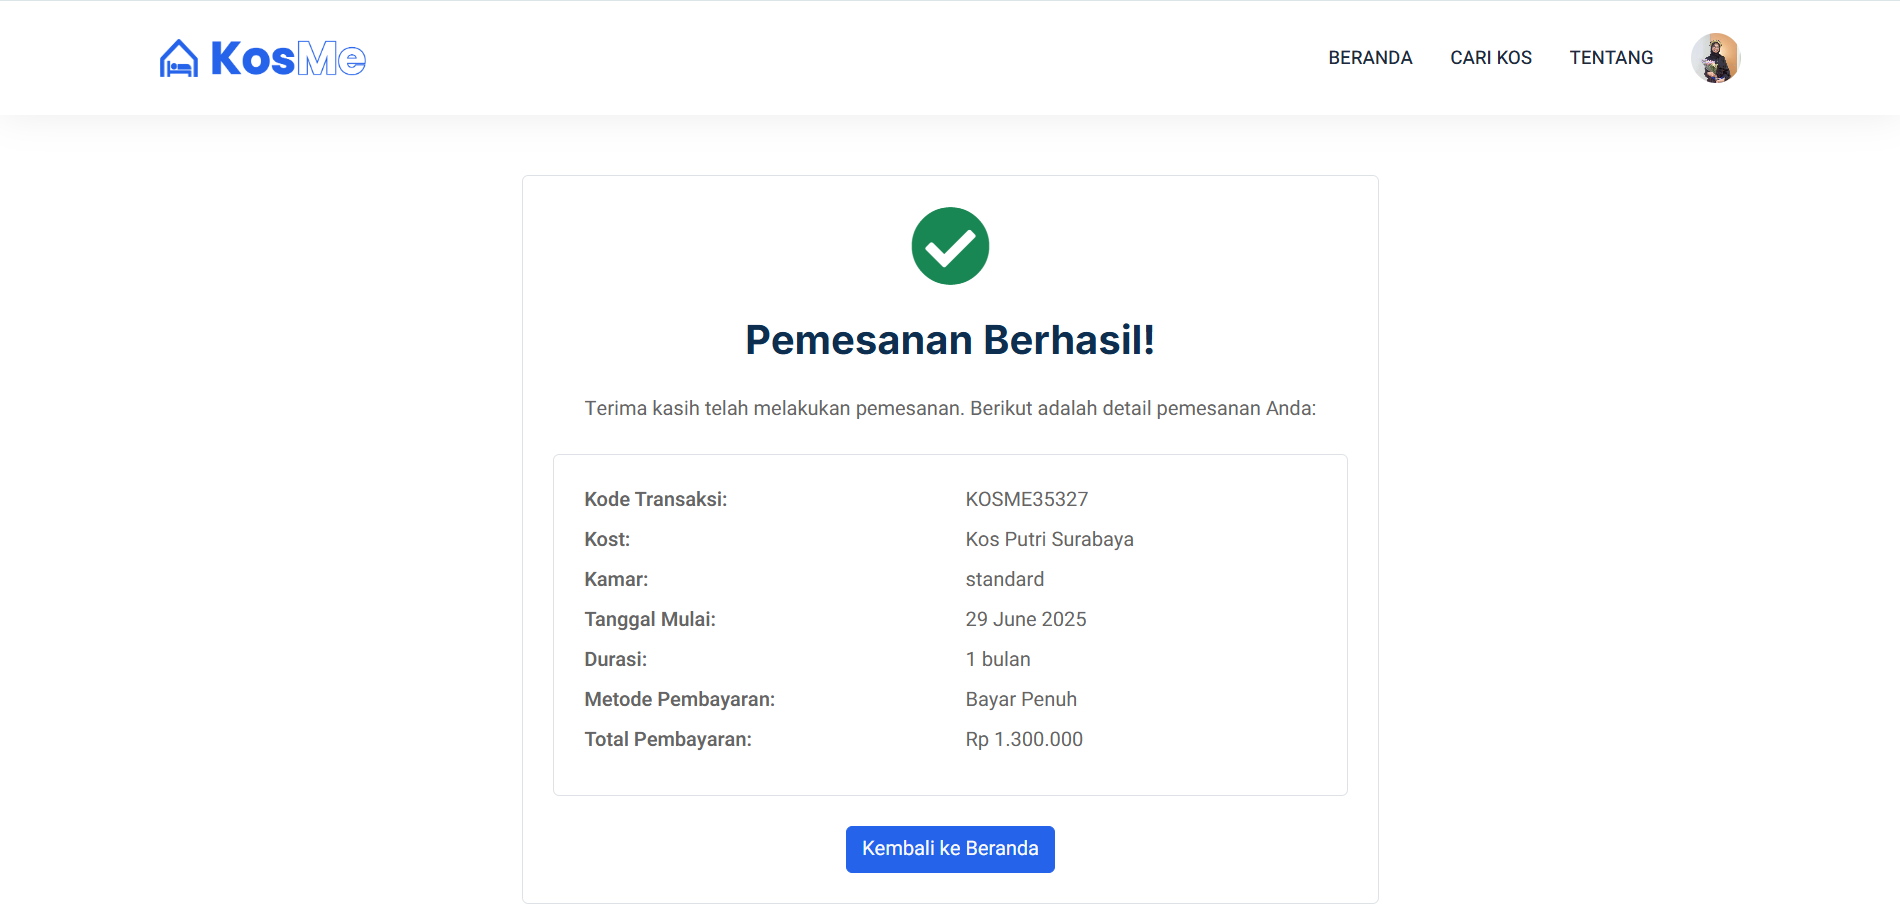 KosMe
BERANDA CARI KOS TENTANG
Pemesanan Berhasil!
Terima kasih telah melakukan pemesanan. Berikut adalah detail pemesanan Anda:
Kode Transaksi: KOSME35327
Kost: Kos Putri Surabaya
Kamar: standard
Tanggal Mulai: 29 June 2025
Durasi: 1 bulan
Metode Pembayaran: Bayar Penuh
Total Pembayaran: Rp 1.300.000
Kembali ke Beranda